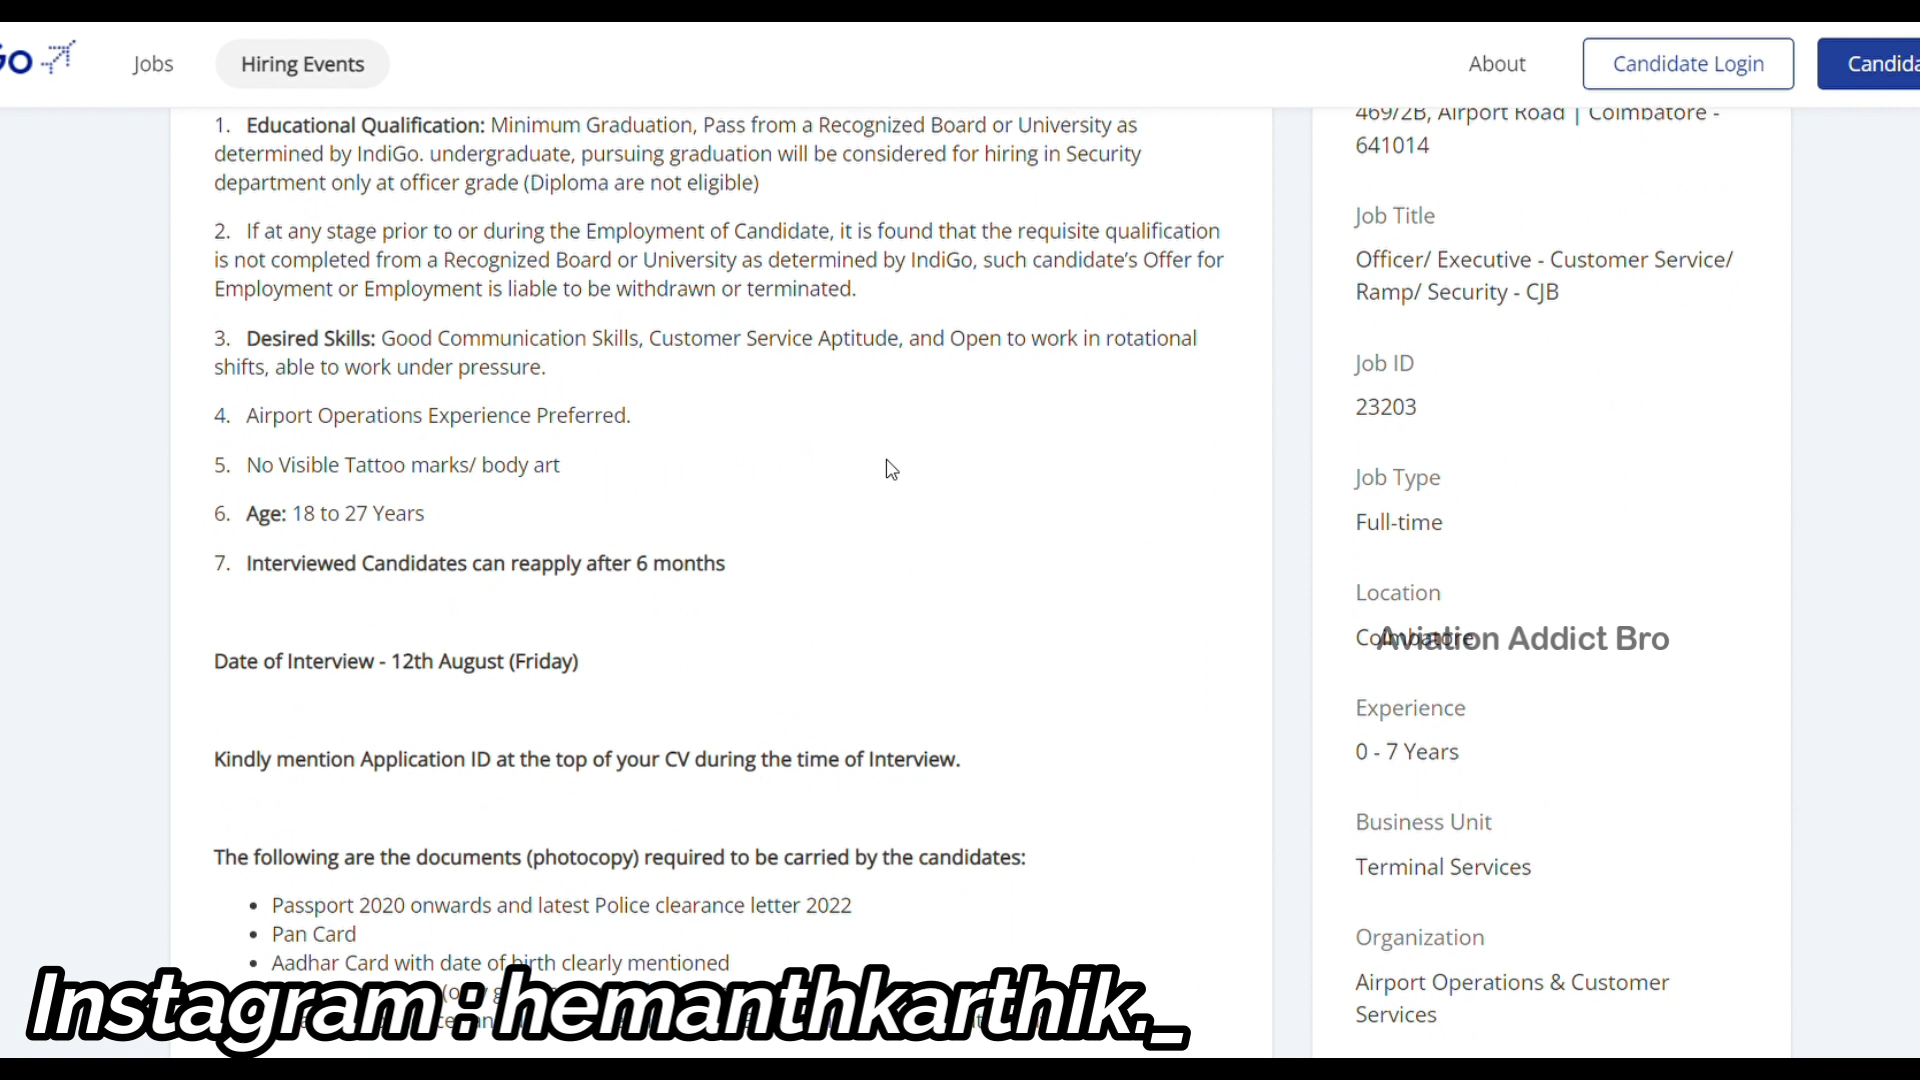 Go
Jobs
Hiring Events
About
Candidate Login
Candida
1. Educational Qualification: Minimum Graduation, Pass from a Recognized Board or University as
determined by IndiGo. undergraduate, pursuing graduation will be considered for hiring in Security
department only at officer grade (Diploma are not eligible)
2. If at any stage prior to or during the Employment of Candidate, it is found that the requisite qualification
is not completed from a Recognized Board or University as determined by IndiGo, such candidate's Offer for
Employment or Employment is liable to be withdrawn or terminated.
3. Desired Skills: Good Communication Skills, Customer Service Aptitude, and Open to work in rotational
shifts, able to work under pressure.
4. Airport Operations Experience Preferred.
5. No Visible Tattoo marks/ body art
6. Age: 18 to 27 Years
7. Interviewed Candidates can reapply after 6 months
Date of Interview - 12th August (Friday)
Kindly mention Application ID at the top of your CV during the time of Interview.
The following are the documents (photocopy) required to be carried by the candidates:
• Passport 2020 onwards and latest Police clearance letter 2022
• Pan Card
• Aadhar Card with date of birth clearly mentioned
Instagram : hemanthkarthik._
469/2B, Airport Road | Coimbatore -
641014
Job Title
Officer/ Executive - Customer Service/
Ramp/ Security - CJB
Job ID
23203
Job Type
Full-time
Location
Coimbatore
Aviation Addict Bro
Experience
0 - 7 Years
Business Unit
Terminal Services
Organization
Airport Operations & Customer
Services